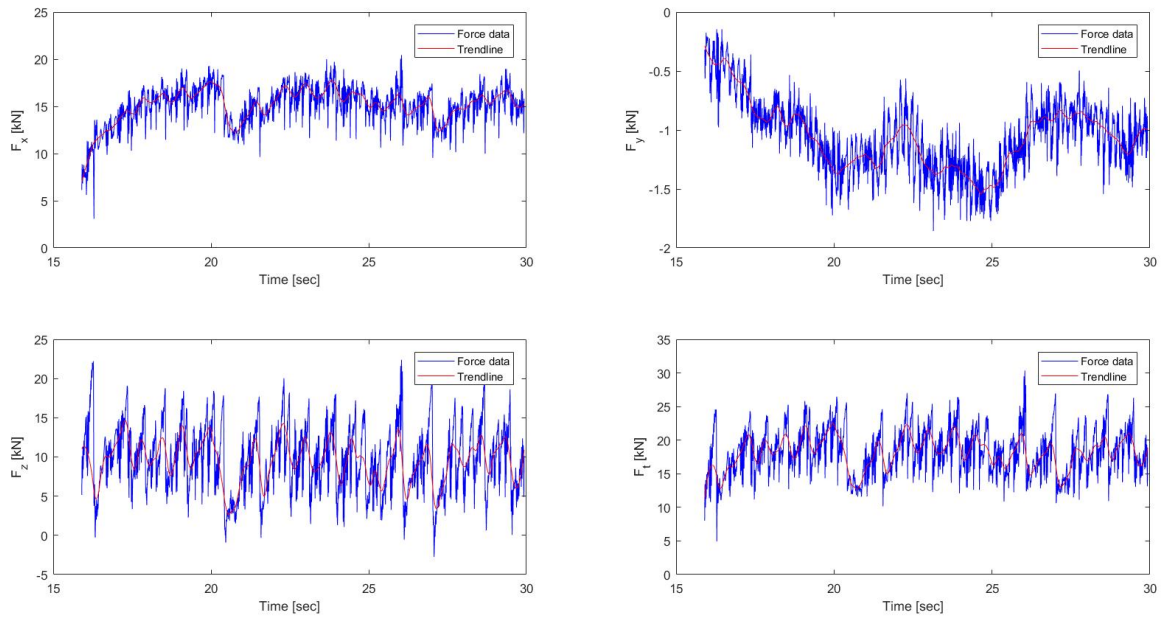 25
20
15
10
5
0
F_x [kN]
15
20
25
30
Time [sec]
Force data
Trendline
0
-0.5
-1
-1.5
-2
F_y [kN]
15
20
25
30
Time [sec]
Force data
Trendline
25
20
15
10
5
0
-5
F_z [kN]
15
20
25
30
Time [sec]
Force data
Trendline
35
30
25
20
15
10
5
0
F_t [kN]
15
20
25
30
Time [sec]
Force data
Trendline